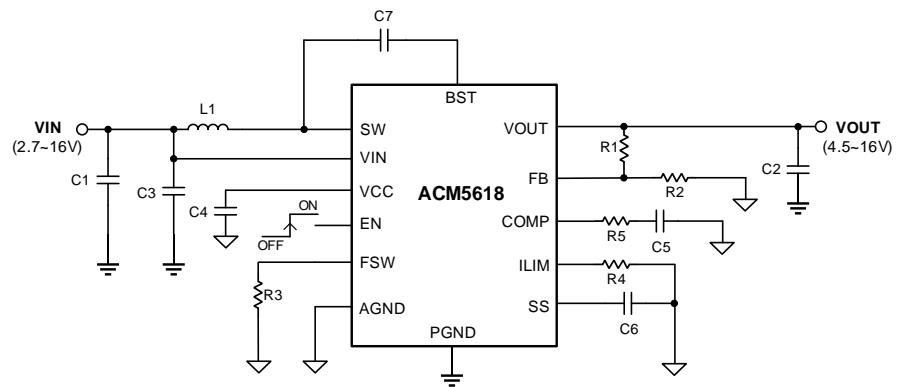 C7
BST
L1
VIN
(2.7~16V)
SW
VOUT
VOUT
(4.5~16V)
R1
VIN
C1
C3
C2
FB
R2
VCC
ACM5618
C4
ON
OFF
EN
COMP
R5
C5
FSW
ILIM
R3
R4
AGND
SS
C6
PGND